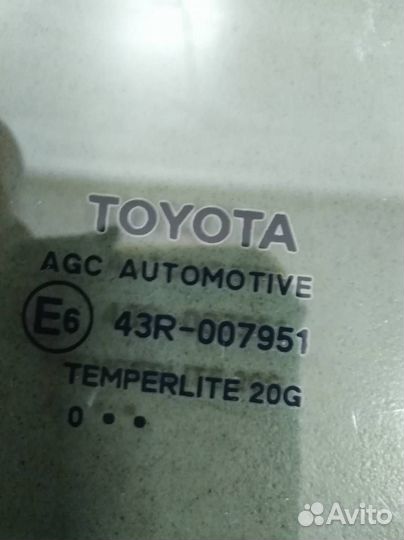 TOYOTA
AGC AUTOMOTIVE
E6 43R-007951
TEMPERLITE 20G
0 • •
Avito